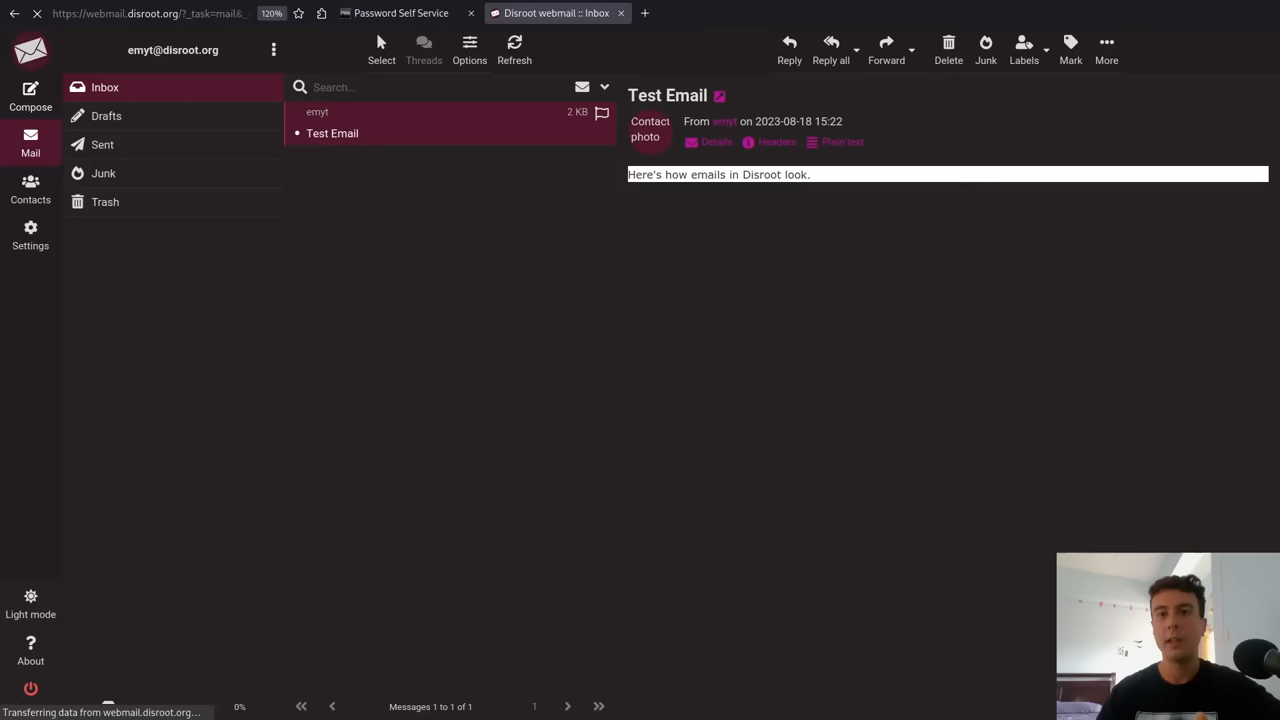 https://webmail.disroot.org/?_task=mail&_
120%
Password Self Service
Disroot webmail :: Inbox
emyt@disroot.org
Select
Threads
Options
Refresh
Reply
Reply all
Forward
Delete
Junk
Labels
Mark
More
Compose
Mail
Contacts
Settings
Inbox
Drafts
Sent
Junk
Trash
Search...
emyt
2 KB
Test Email
Test Email
Contact photo
From emyt on 2023-08-18 15:22
Details
Headers
Plain text
Here's how emails in Disroot look.
Light mode
About
0%
Messages 1 to 1 of 1
1
Transferring data from webmail.disroot.org…